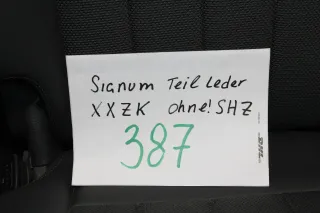 Signum Teil Leder
XXZK ohne! SHZ
387